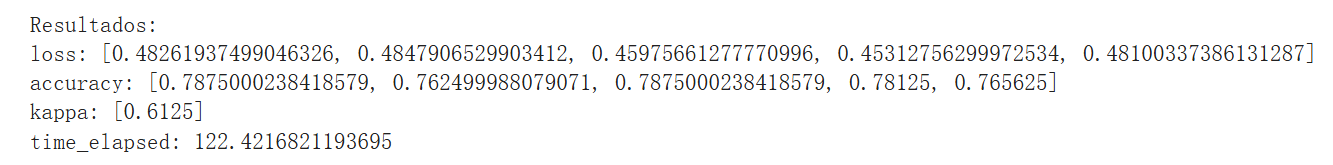 Resultados:
loss: [0.48261937499046326, 0.4847906529903412, 0.45975661277770996, 0.45312756299972534, 0.48100337386131287]
accuracy: [0.7875000238418579, 0.762499988079071, 0.7875000238418579, 0.78125, 0.765625]
kappa: [0.6125]
time_elapsed: 122.4216821193695